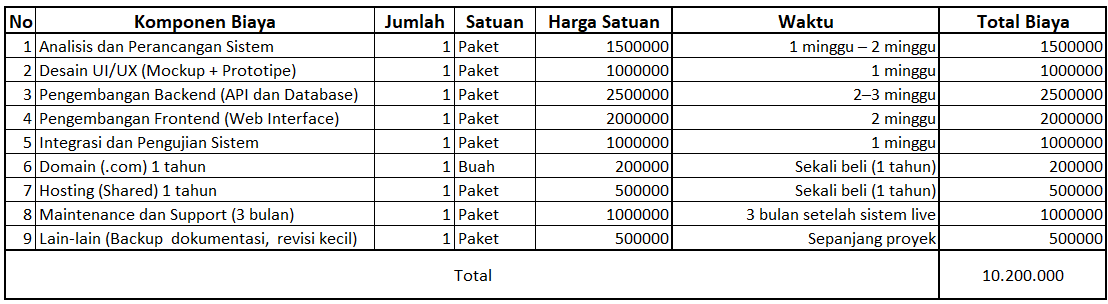 No Komponen Biaya Jumlah Satuan Harga Satuan Waktu Total Biaya
1 Analisis dan Perancangan Sistem 1 Paket 1500000 1 minggu – 2 minggu 1500000
2 Desain UI/UX (Mockup + Prototipe) 1 Paket 1000000 1 minggu 1000000
3 Pengembangan Backend (API dan Database) 1 Paket 2500000 2–3 minggu 2500000
4 Pengembangan Frontend (Web Interface) 1 Paket 2000000 2 minggu 2000000
5 Integrasi dan Pengujian Sistem 1 Paket 1000000 1 minggu 1000000
6 Domain (.com) 1 tahun 1 Buah 200000 Sekali beli (1 tahun) 200000
7 Hosting (Shared) 1 tahun 1 Paket 500000 Sekali beli (1 tahun) 500000
8 Maintenance dan Support (3 bulan) 1 Paket 1000000 3 bulan setelah sistem live 1000000
9 Lain-lain (Backup  dokumentasi,  revisi kecil) 1 Paket 500000 Sepanjang proyek 500000
Total 10.200.000